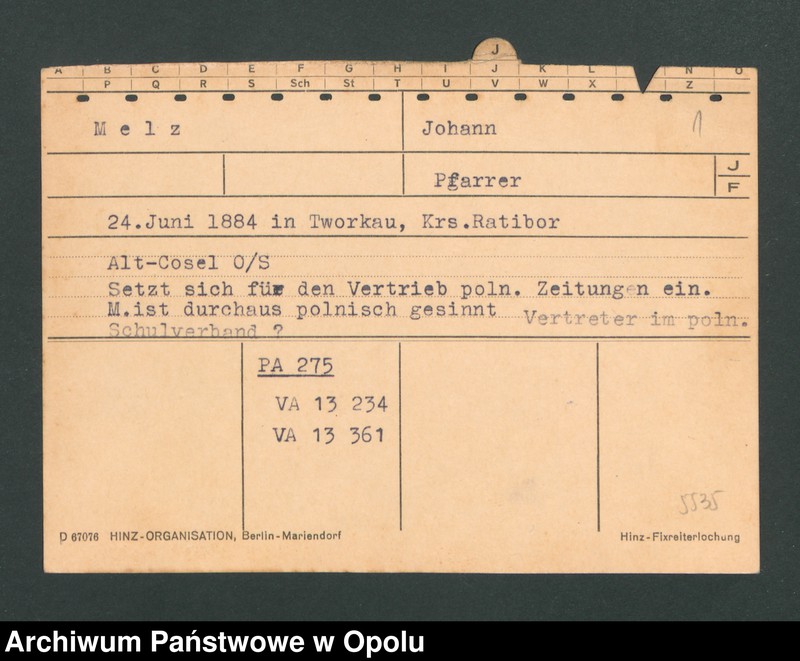 J
A B C D E F G H I J K L N O
P Q R S Sch St T U V W X Z
Melz Johann
Pfarrer J
F
24.Juni 1884 in Tworkau, Krs.Ratibor
Alt-Cosel O/S
Setzt sich für den Vertrieb poln. Zeitungen ein.
M.ist durchaus polnisch gesinnt Vertreter im poln.
Schulverband ?
PA 275
VA 13 234
VA 13 361
5535
D 67076 HINZ-ORGANISATION, Berlin-Mariendorf Hinz-Fixreiterlochung
Archiwum Państwowe w Opolu